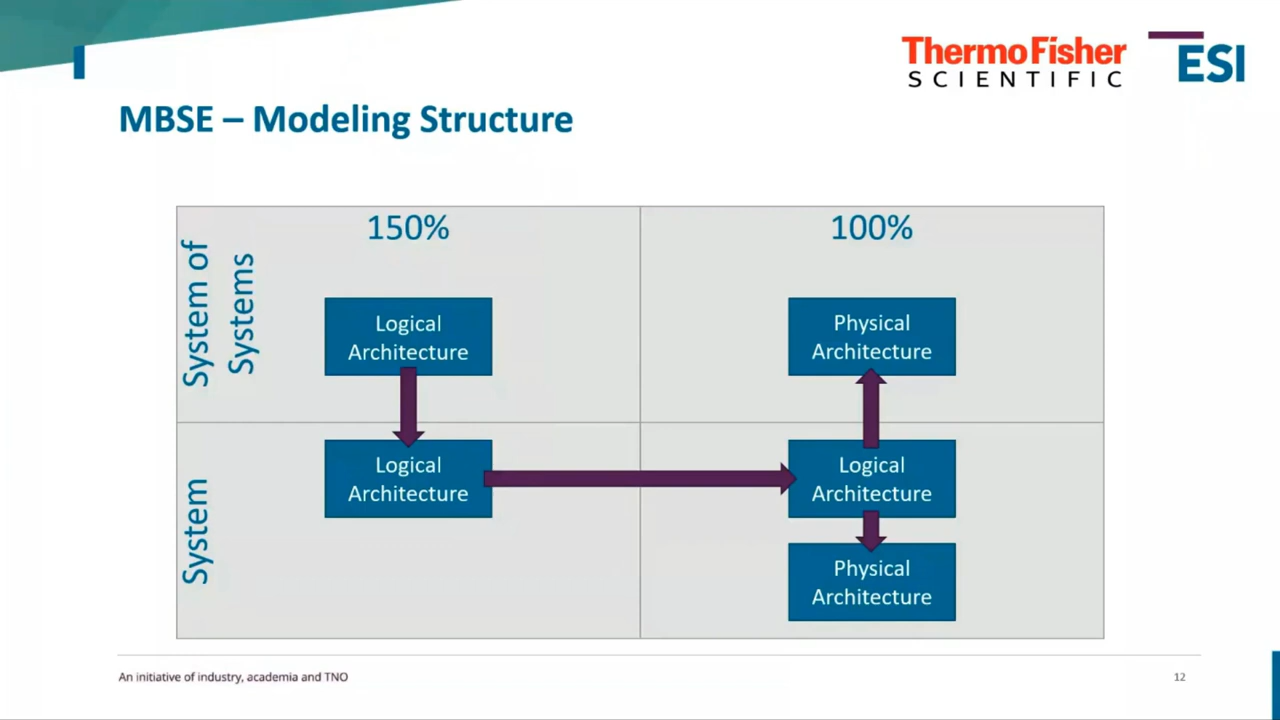 ThermoFisher
SCIENTIFIC
ESI
MBSE – Modeling Structure
150%
100%
System of
Systems
Logical
Architecture
Physical
Architecture
System
Logical
Architecture
Logical
Architecture
Physical
Architecture
An initiative of industry, academia and TNO
12